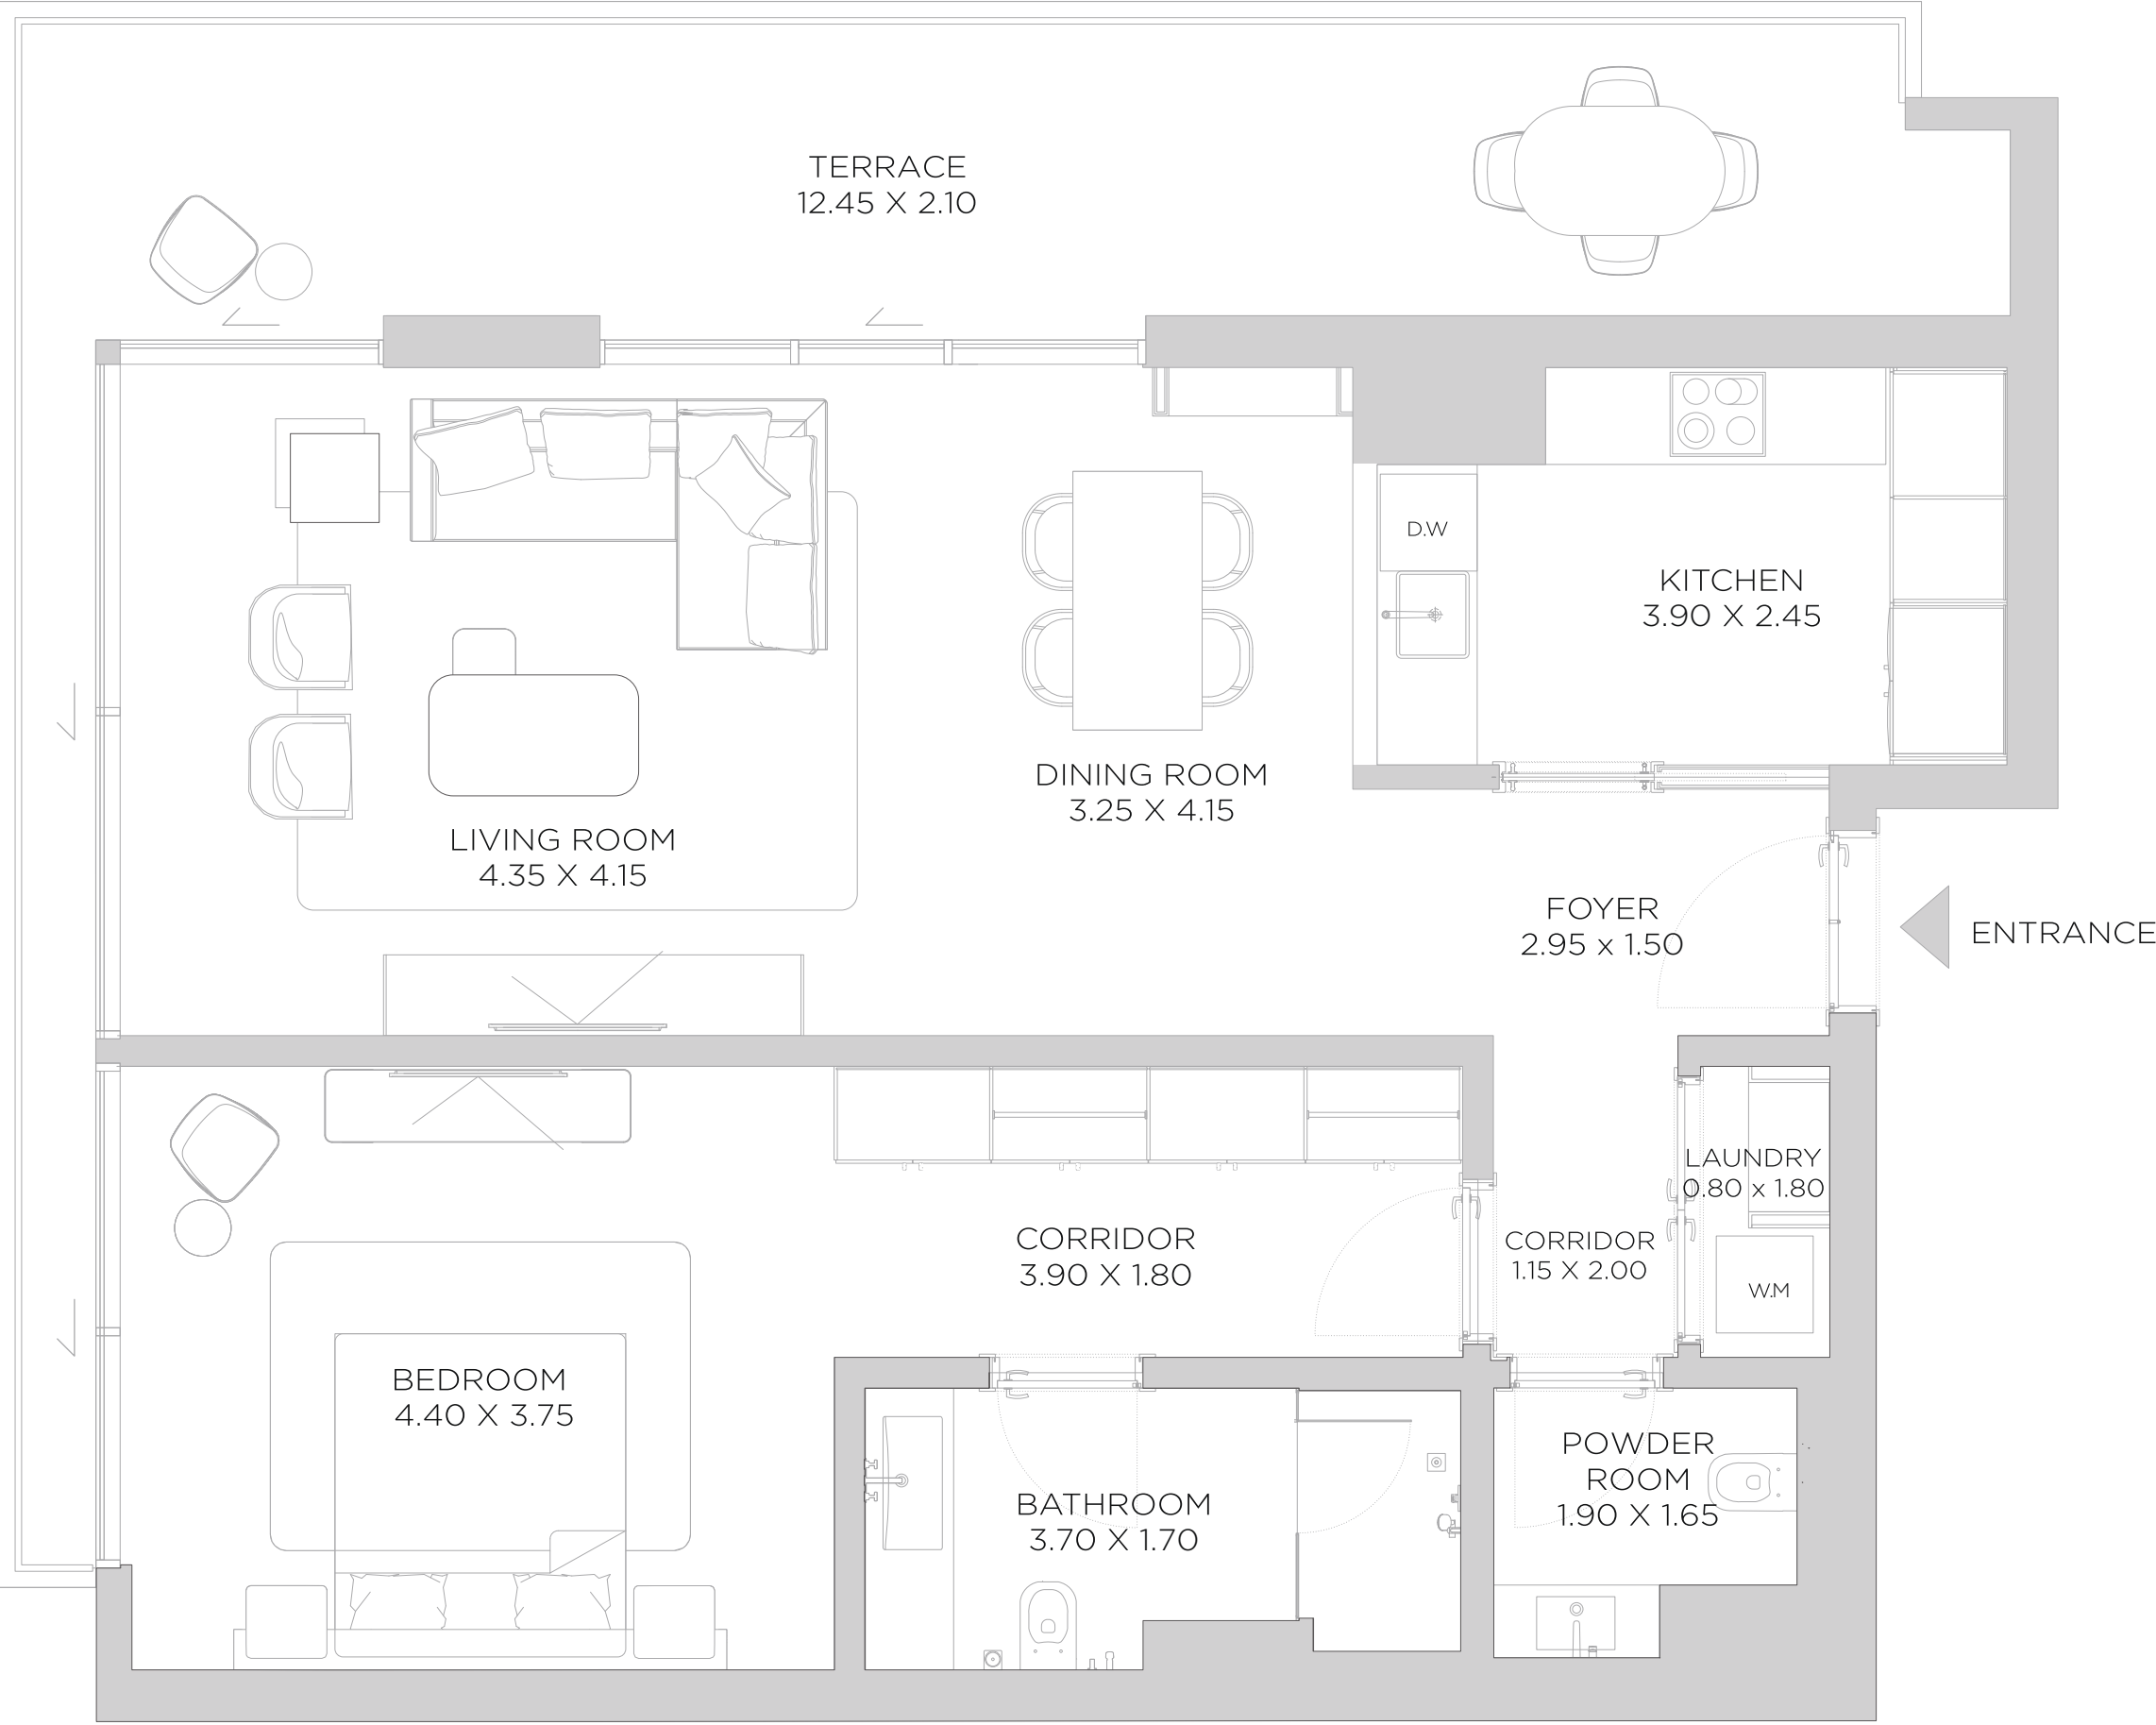 TERRACE
12.45 X 2.10
D.W
KITCHEN
3.90 X 2.45
DINING ROOM
3.25 X 4.15
LIVING ROOM
4.35 X 4.15
FOYER
2.95 x 1.50
ENTRANCE
LAUNDRY
0.80 x 1.80
CORRIDOR
3.90 X 1.80
CORRIDOR
1.15 X 2.00
W.M
BEDROOM
4.40 X 3.75
POWDER
ROOM
1.90 X 1.65
BATHROOM
3.70 X 1.70